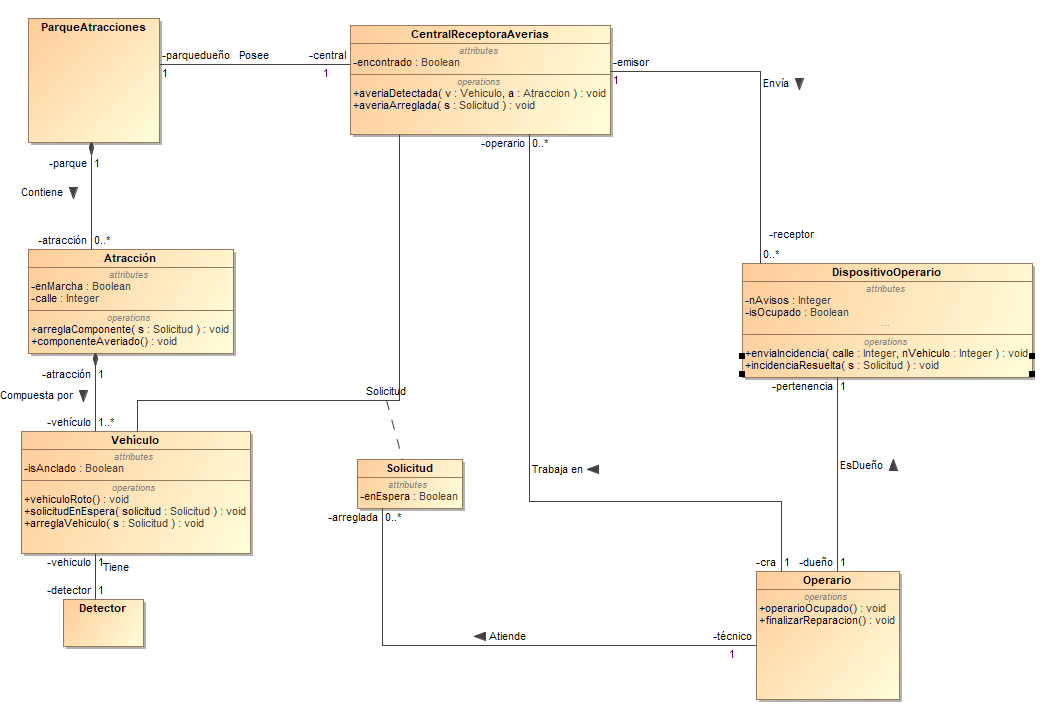 ParqueAtracciones
-parquedueño Posee -central
1 1
CentralReceptoraAverias
attributes
-encontrado : Boolean
operations
+averiaDetectada( v : Vehiculo, a : Atraccion ) : void
+averiaArreglada( s : Solicitud ) : void
-emisor
1
Envía
-operario 0..*
-parque 1
Contiene
-atracción 0..*
-receptor
0..*
Atracción
attributes
-enMarcha : Boolean
-calle : Integer
operations
+arreglaComponente( s : Solicitud ) : void
+componenteAveriado() : void
DispositivoOperario
attributes
-nAvisos : Integer
-isOcupado : Boolean
...
operations
+enviaIncidencia( calle : Integer, nVehiculo : Integer ) : void
+incidenciaResuelta( s : Solicitud ) : void
-atracción 1
Compuesta por
-vehículo 1..*
Solicitud
-pertenencia 1
Vehículo
attributes
-isAnclado : Boolean
operations
+vehiculoRoto() : void
+solicitudEnEspera( solicitud : Solicitud ) : void
+arreglaVehiculo( s : Solicitud ) : void
Solicitud
attributes
-enEspera : Boolean
-arreglada 0..*
Trabaja en
EsDueño
-vehiculo 1
Tiene
-detector 1
Detector
-cra 1
-dueño 1
Operario
operations
+operarioOcupado() : void
+finalizarReparacion() : void
Atiende
-técnico
1